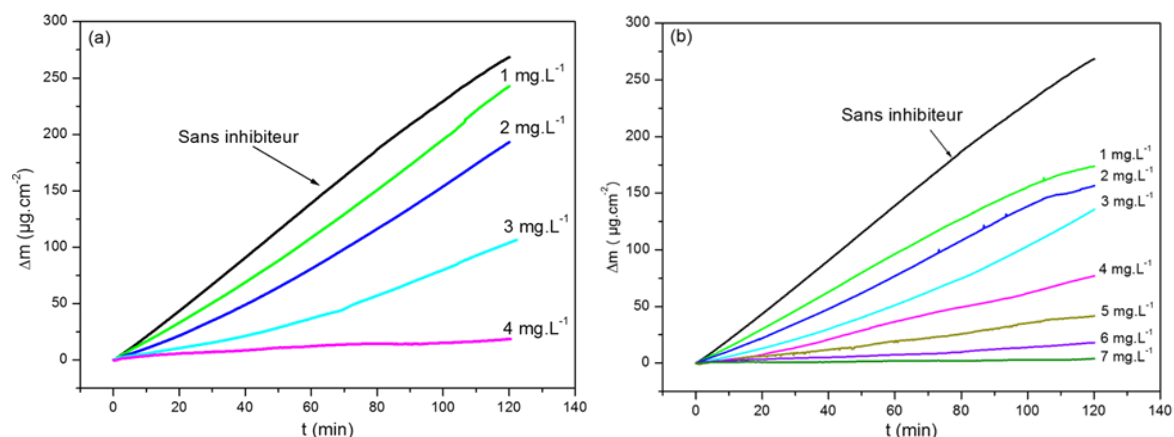 (a)
300
250
200
150
100
50
0
Δm (µg.cm⁻²)
Sans inhibiteur
1 mg.L⁻¹
2 mg.L⁻¹
3 mg.L⁻¹
4 mg.L⁻¹
0 20 40 60 80 100 120 140
t (min)
(b)
300
250
200
150
100
50
0
Δm ( µg.cm⁻²)
Sans inhibiteur
1 mg.L⁻¹
2 mg.L⁻¹
3 mg.L⁻¹
4 mg.L⁻¹
5 mg.L⁻¹
6 mg.L⁻¹
7 mg.L⁻¹
0 20 40 60 80 100 120 140
t (min)